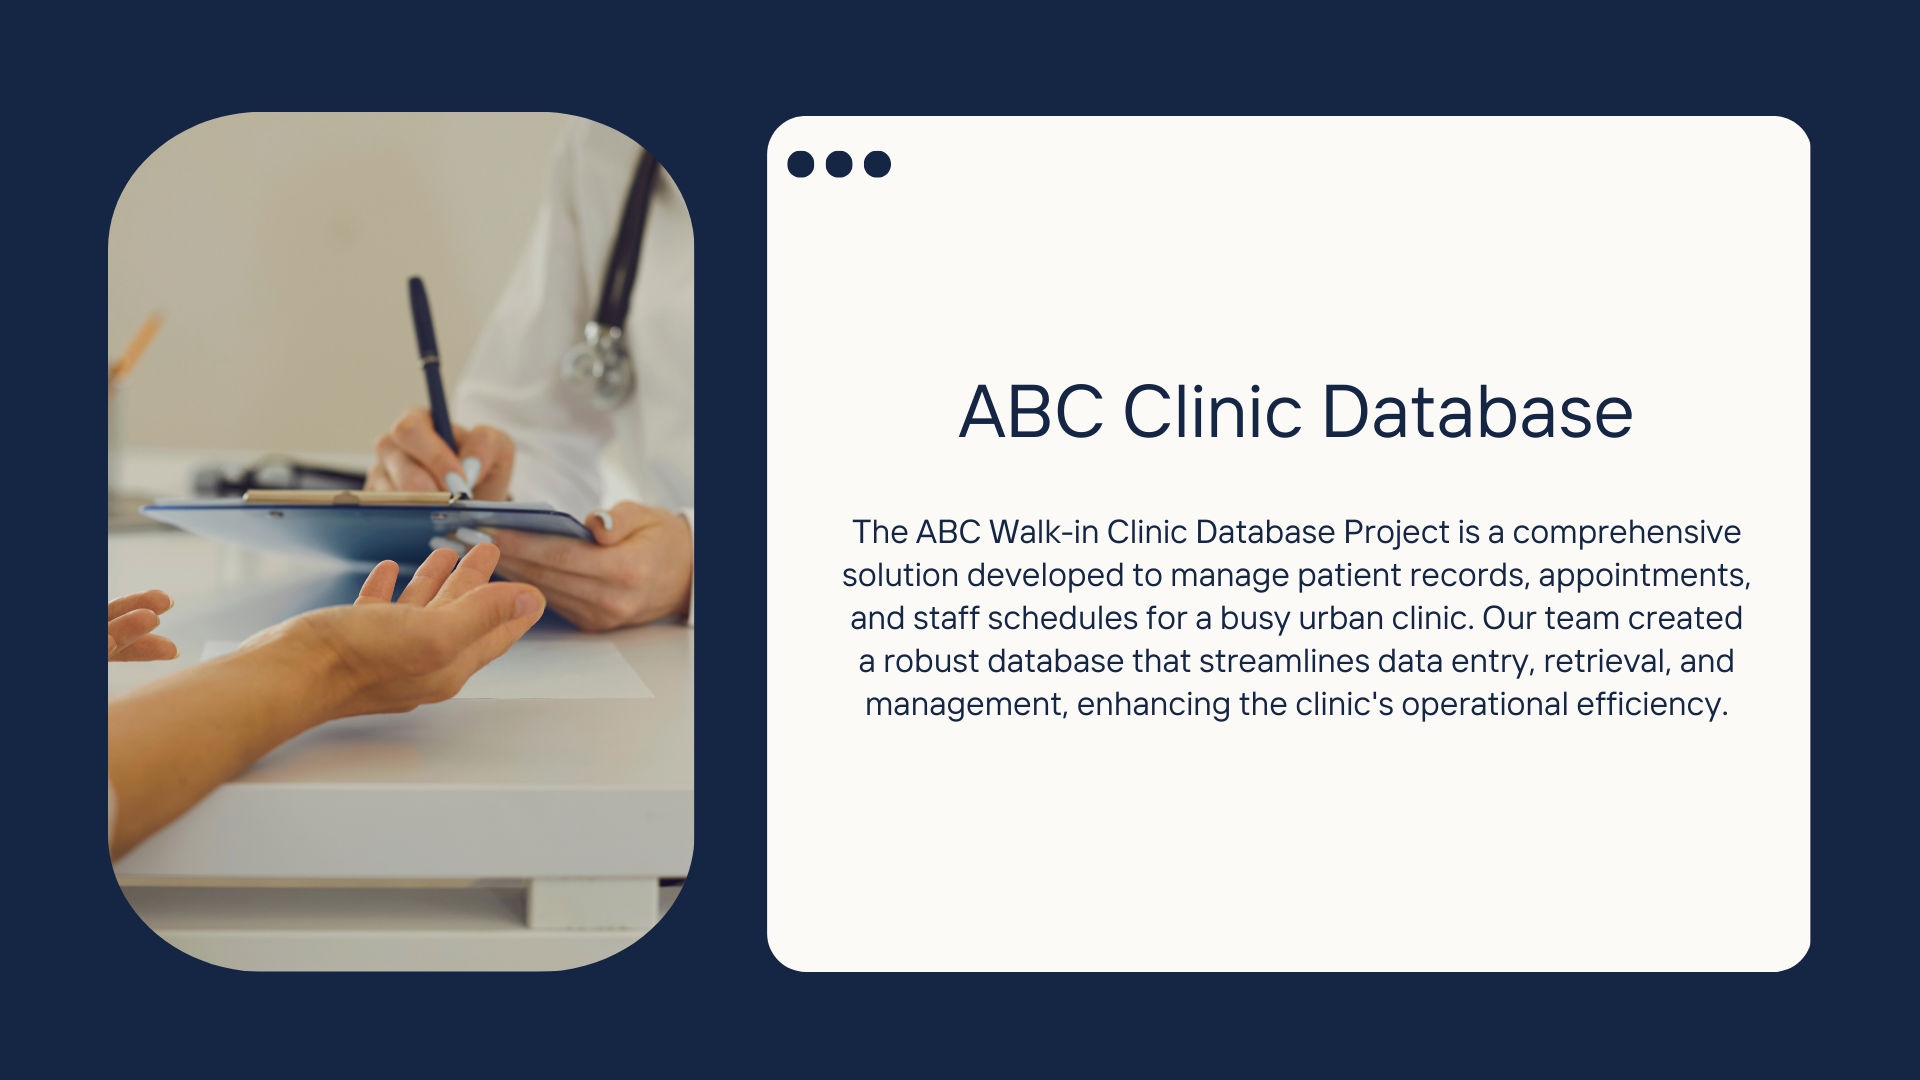 ABC Clinic Database
The ABC Walk-in Clinic Database Project is a comprehensive
solution developed to manage patient records, appointments,
and staff schedules for a busy urban clinic. Our team created
a robust database that streamlines data entry, retrieval, and
management, enhancing the clinic's operational efficiency.